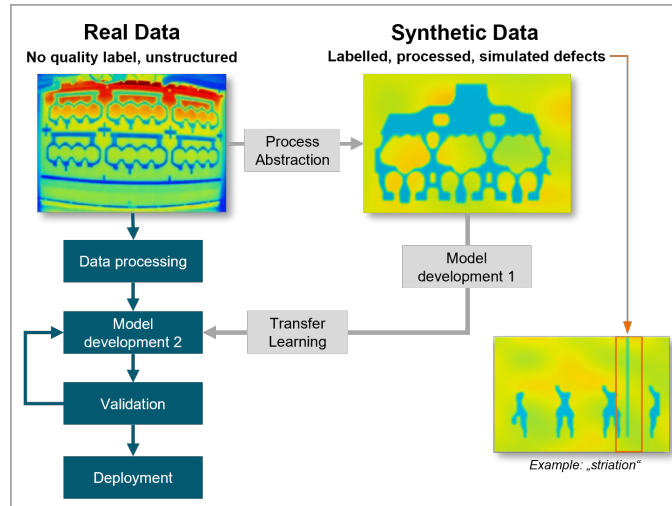 Real Data
No quality label, unstructured
Synthetic Data
Labelled, processed, simulated defects
Process
Abstraction
Data processing
Model
development 1
Model
development 2
Transfer
Learning
Validation
Deployment
Example: „striation“